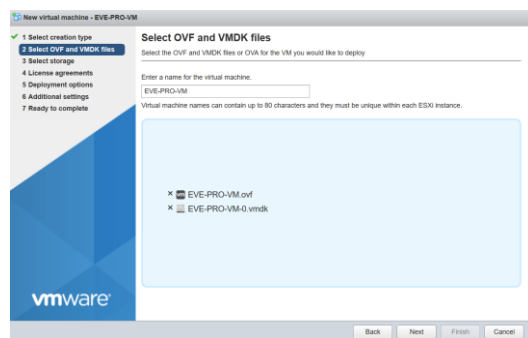 New virtual machine - EVE-PRO-VM
1 Select creation type
2 Select OVF and VMDK files
3 Select storage
4 License agreements
5 Deployment options
6 Additional settings
7 Ready to complete
Select OVF and VMDK files
Select the OVF and VMDK files or OVA for the VM you would like to deploy
Enter a name for the virtual machine.
EVE-PRO-VM
Virtual machine names can contain up to 80 characters and they must be unique within each ESXi instance.
× EVE-PRO-VM.ovf
× EVE-PRO-VM-0.vmdk
vmware
Back Next Finish Cancel